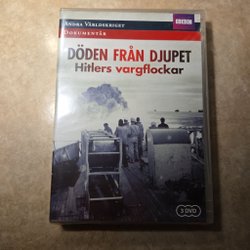 ANDRA VÄRLDSKRIGET
DOKUMENTÄR
BBC
DÖDEN FRÅN DJUPET
Hitlers vargflockar
3 DVD